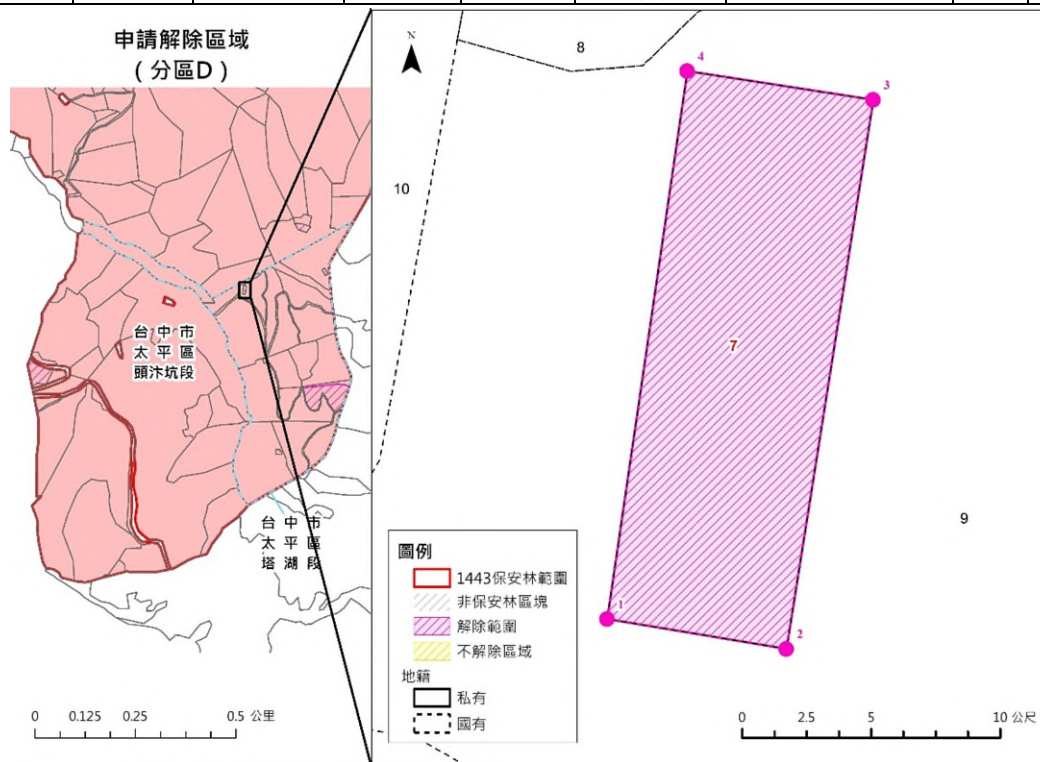 申請解除區域
（分區D）
台中市
太平區
頭汴坑段
台中市
太平區
塔湖段
0 0.125 0.25 0.5 公里
N
8
10
4
3
7
9
1
2
圖例
1443保安林範圍
非保安林區塊
解除範圍
不解除區域
地籍
私有
國有
0 2.5 5 10 公尺